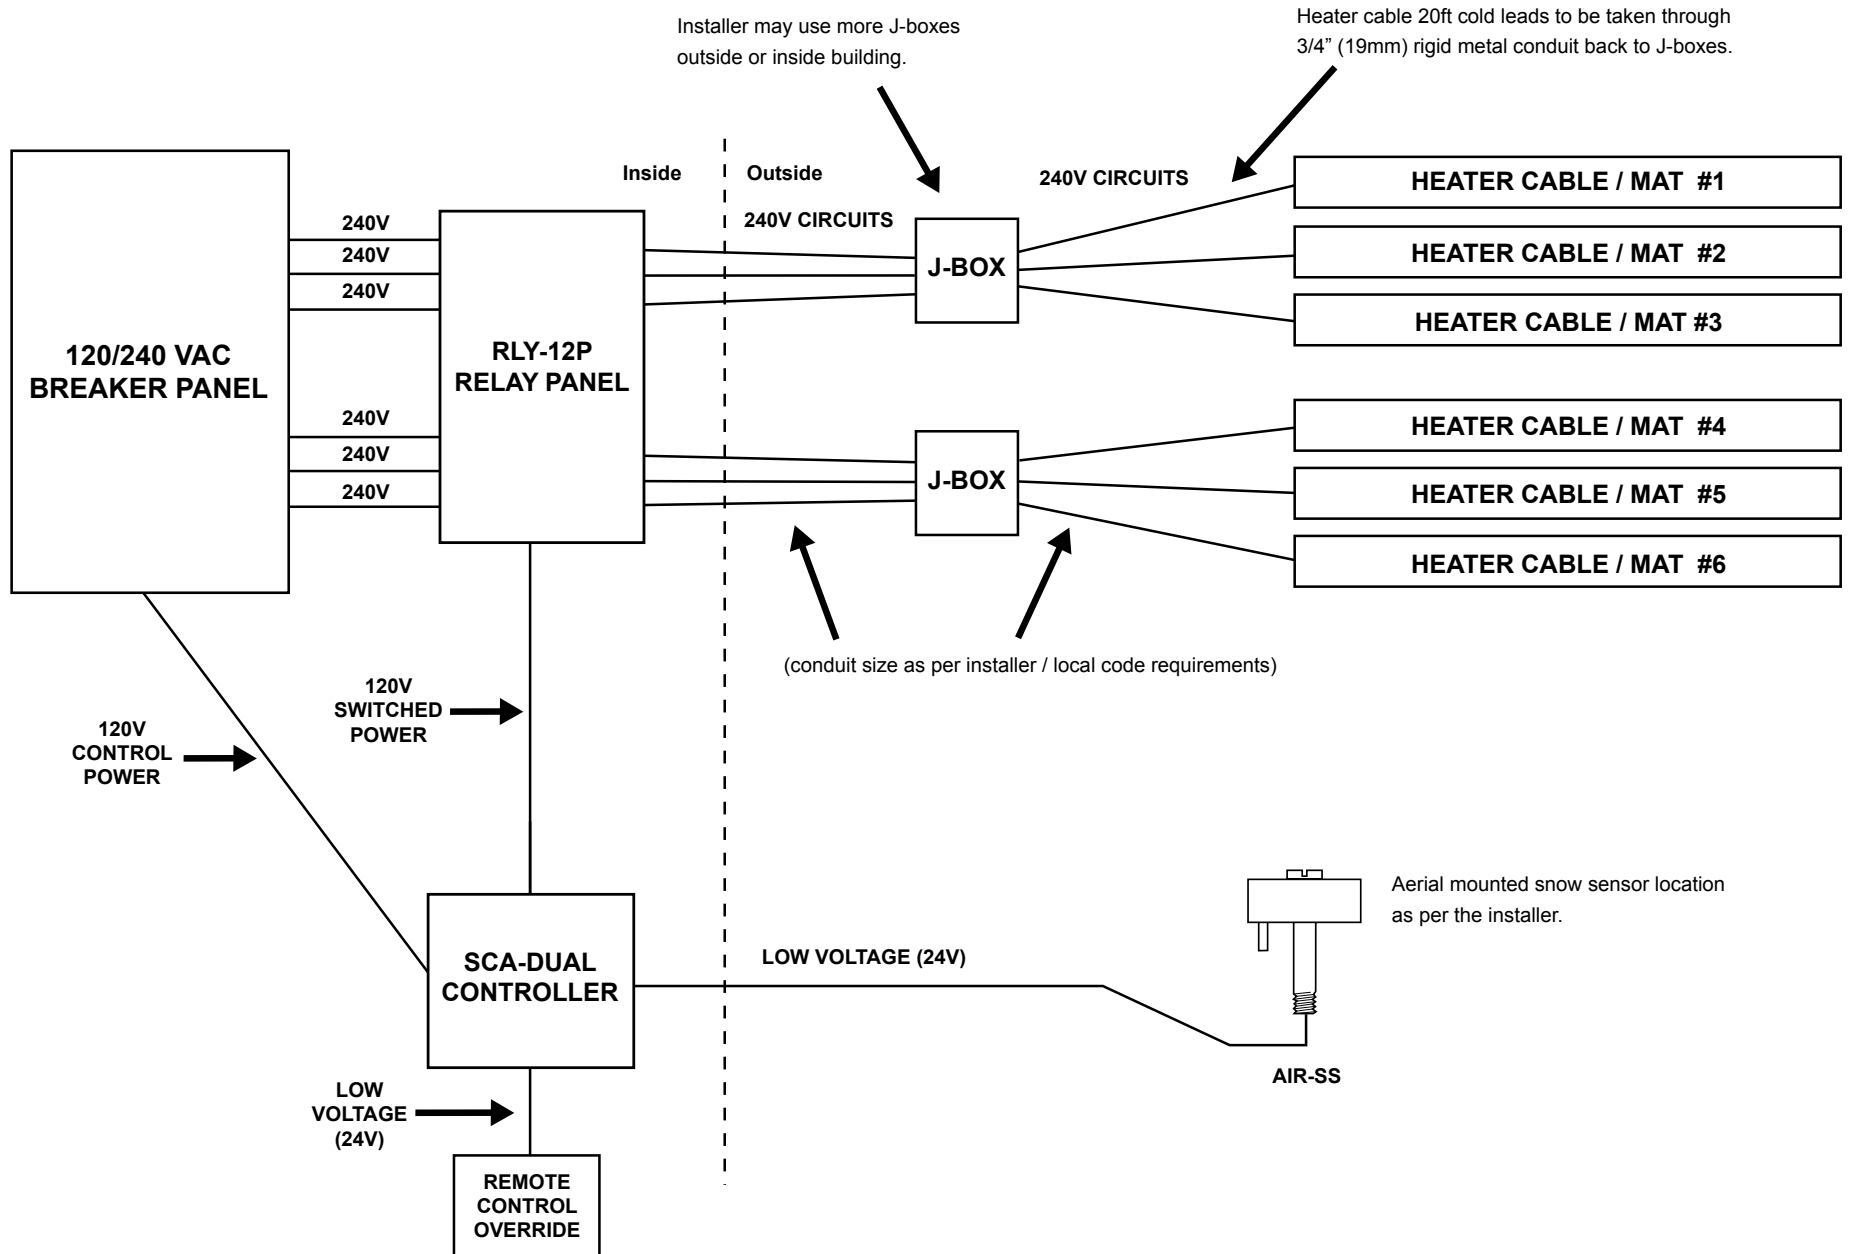 Installer may use more J-boxes
outside or inside building.
Heater cable 20ft cold leads to be taken through
3/4” (19mm) rigid metal conduit back to J-boxes.
Inside
Outside
240V CIRCUITS
240V CIRCUITS
120/240 VAC
BREAKER PANEL
240V
240V
240V
240V
240V
240V
RLY-12P
RELAY PANEL
J-BOX
J-BOX
HEATER CABLE / MAT #1
HEATER CABLE / MAT #2
HEATER CABLE / MAT #3
HEATER CABLE / MAT #4
HEATER CABLE / MAT #5
HEATER CABLE / MAT #6
(conduit size as per installer / local code requirements)
120V
SWITCHED
POWER
120V
CONTROL
POWER
SCA-DUAL
CONTROLLER
LOW VOLTAGE (24V)
Aerial mounted snow sensor location
as per the installer.
AIR-SS
LOW
VOLTAGE
(24V)
REMOTE
CONTROL
OVERRIDE